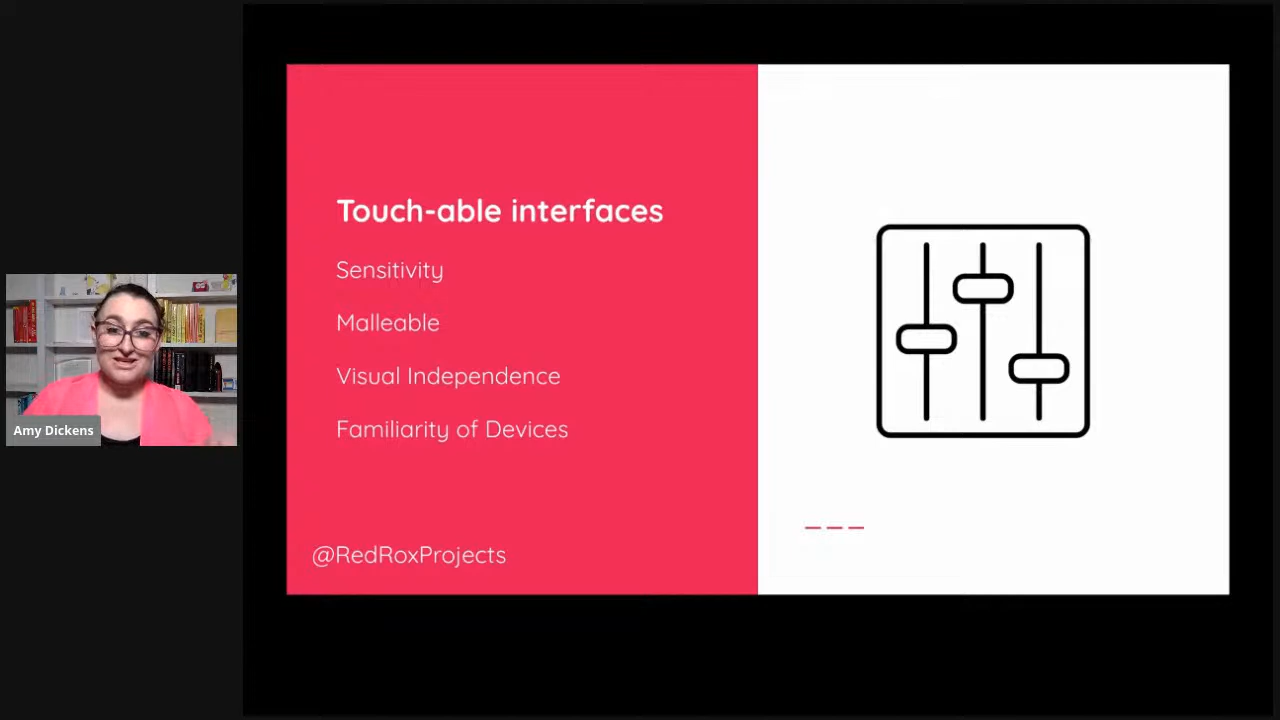 Touch-able interfaces
Sensitivity
Malleable
Visual Independence
Familiarity of Devices
@RedRoxProjects
Amy Dickens